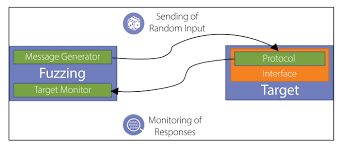 Sending of
Random Input
Message Generator
Fuzzing
Target Monitor
Protocol
Interface
Target
Monitoring of
Responses